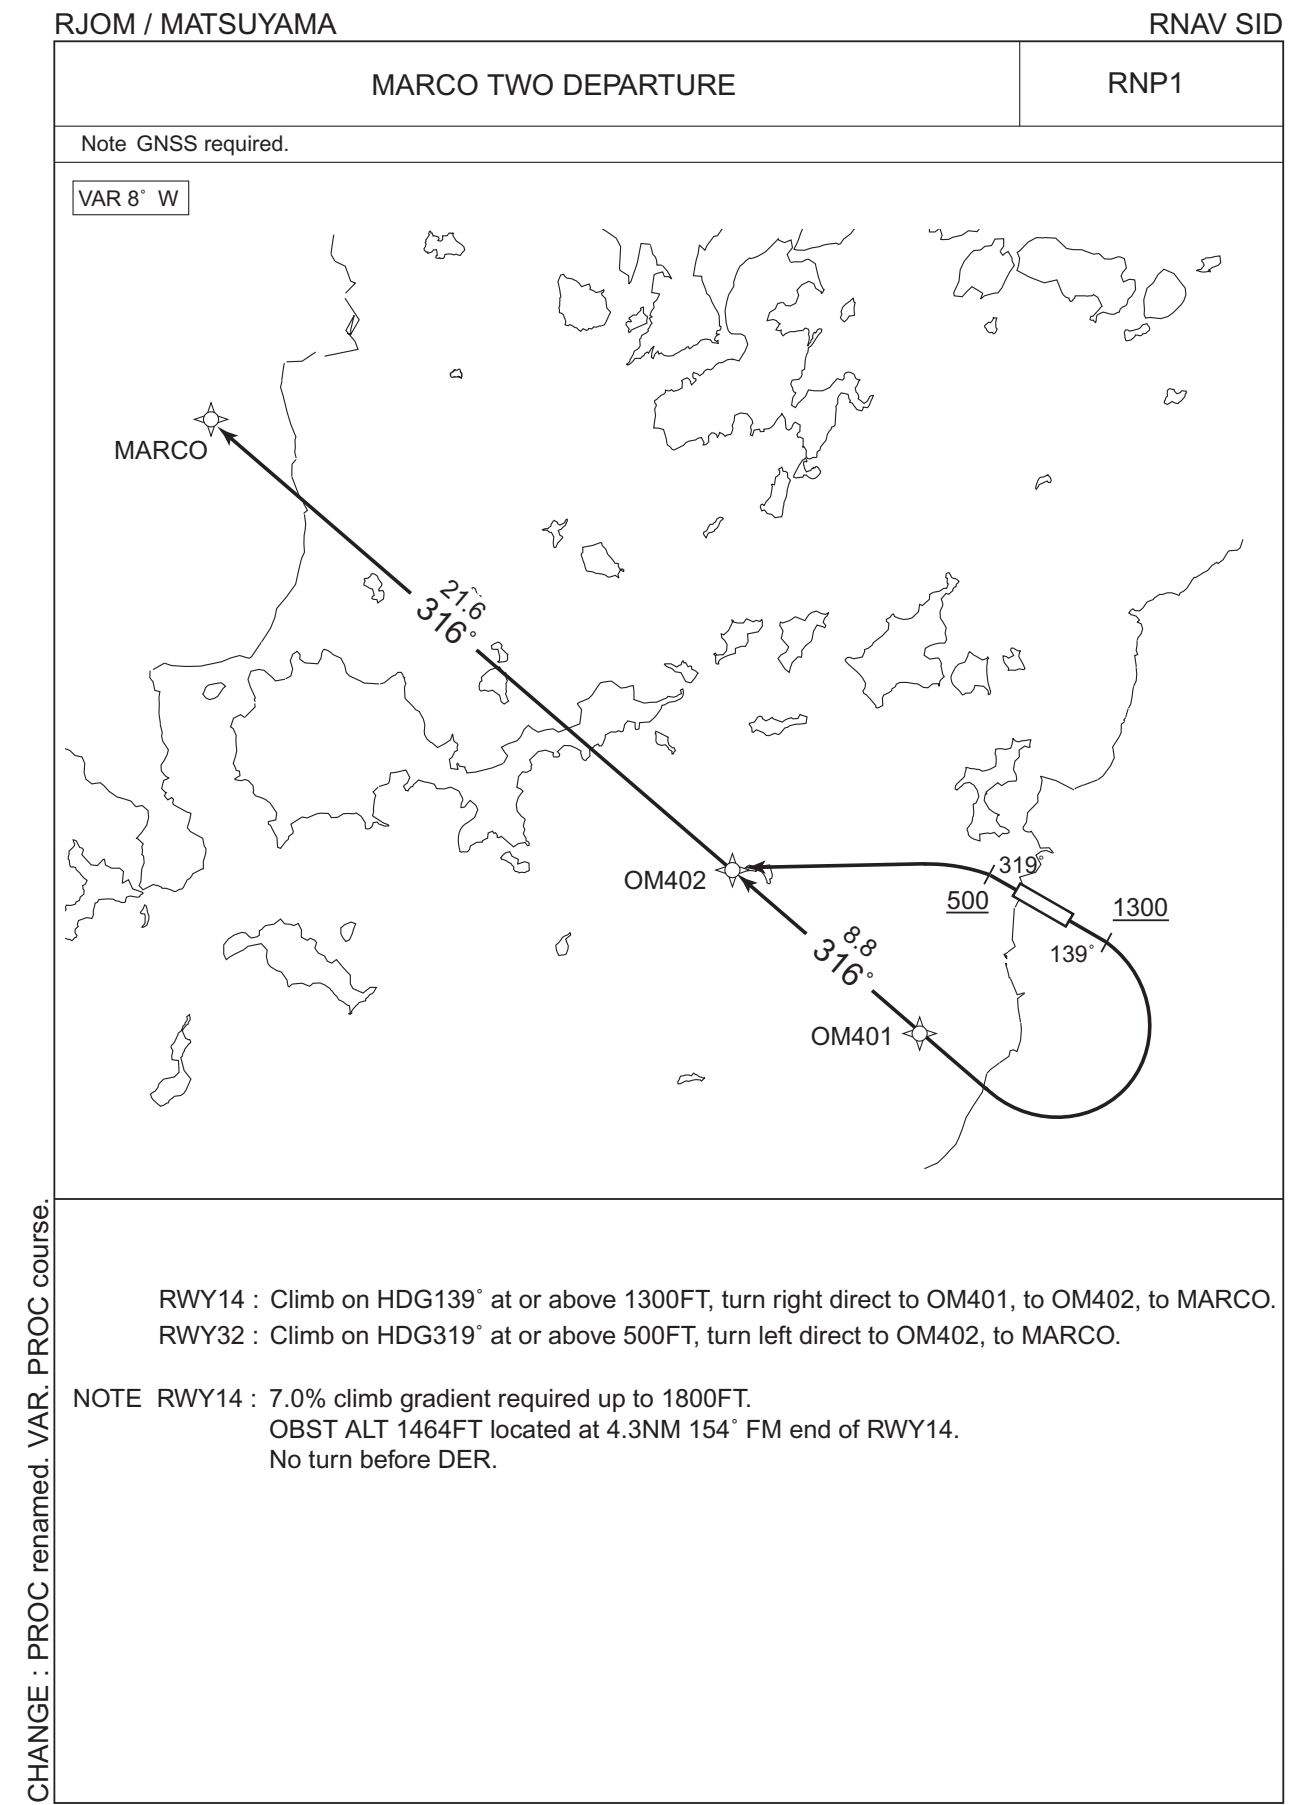 RJOM / MATSUYAMA
RNAV SID
MARCO TWO DEPARTURE
RNP1
Note GNSS required.
VAR 8° W
MARCO
21.6
316°
OM402
319°
500
1300
139°
8.8
316°
OM401
RWY14 : Climb on HDG139° at or above 1300FT, turn right direct to OM401, to OM402, to MARCO.
RWY32 : Climb on HDG319° at or above 500FT, turn left direct to OM402, to MARCO.
NOTE RWY14 : 7.0% climb gradient required up to 1800FT.
OBST ALT 1464FT located at 4.3NM 154° FM end of RWY14.
No turn before DER.
CHANGE : PROC renamed. VAR. PROC course.